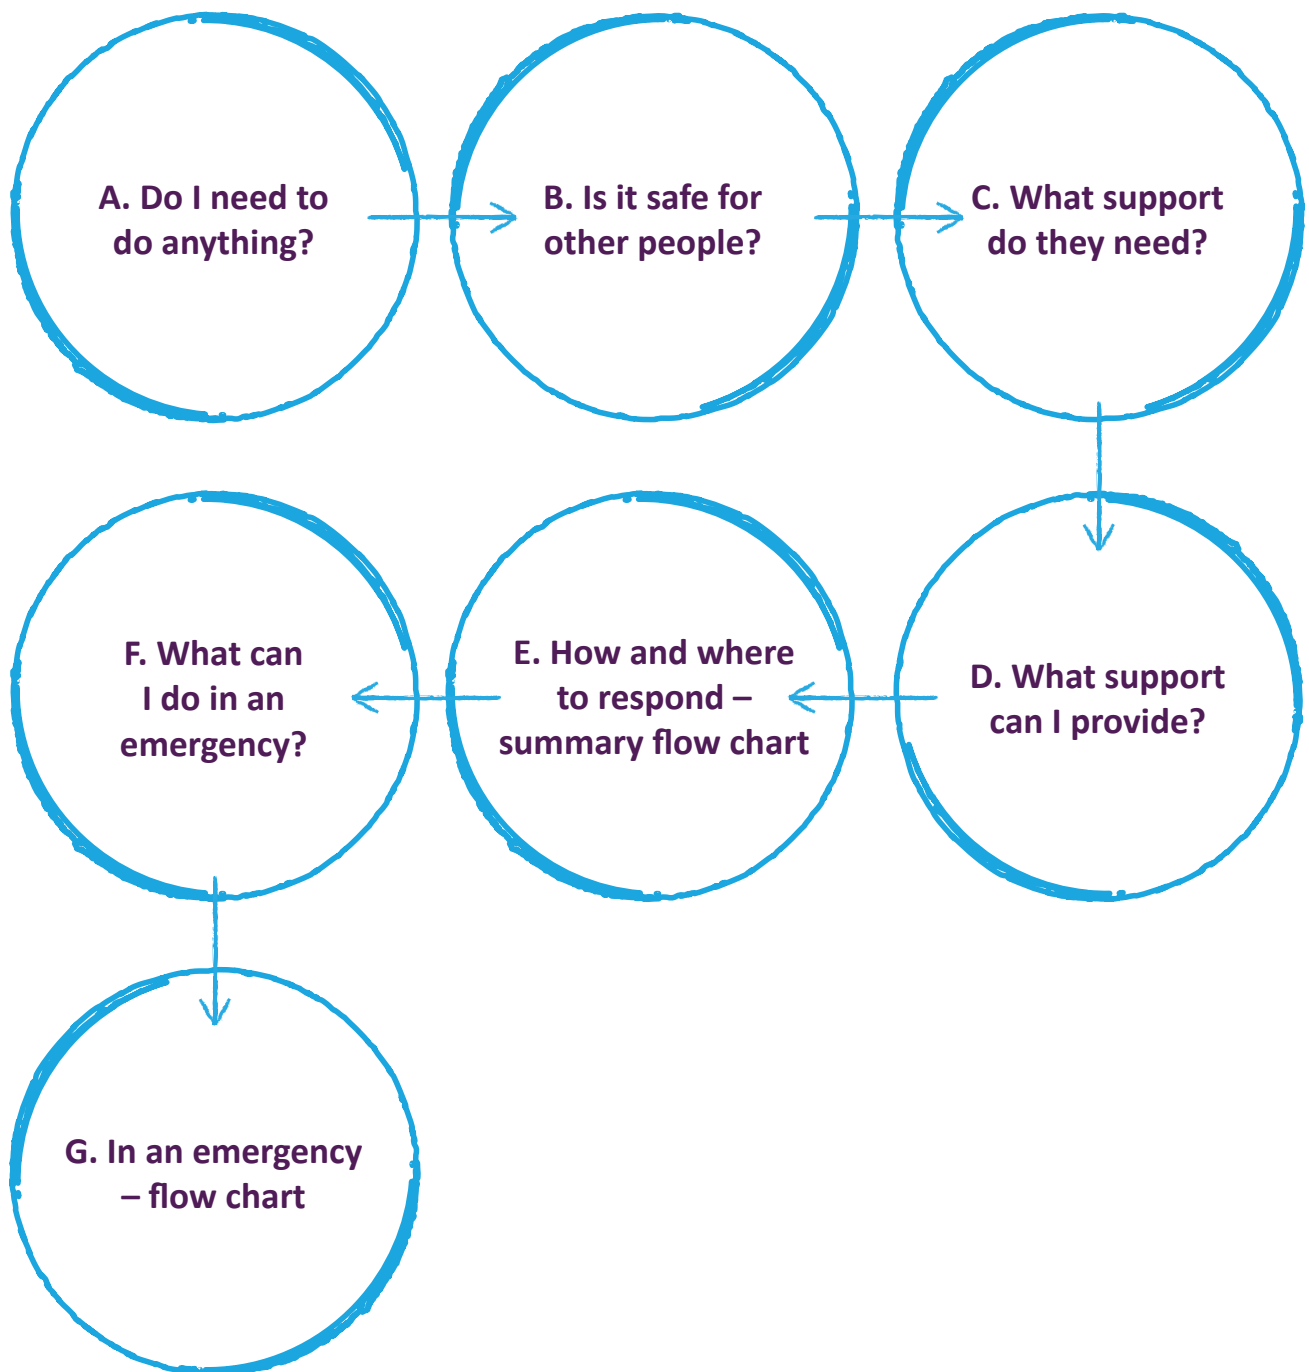 A. Do I need to
do anything?
B. Is it safe for
other people?
C. What support
do they need?
D. What support
can I provide?
E. How and where
to respond –
summary flow chart
F. What can
I do in an
emergency?
G. In an emergency
– flow chart